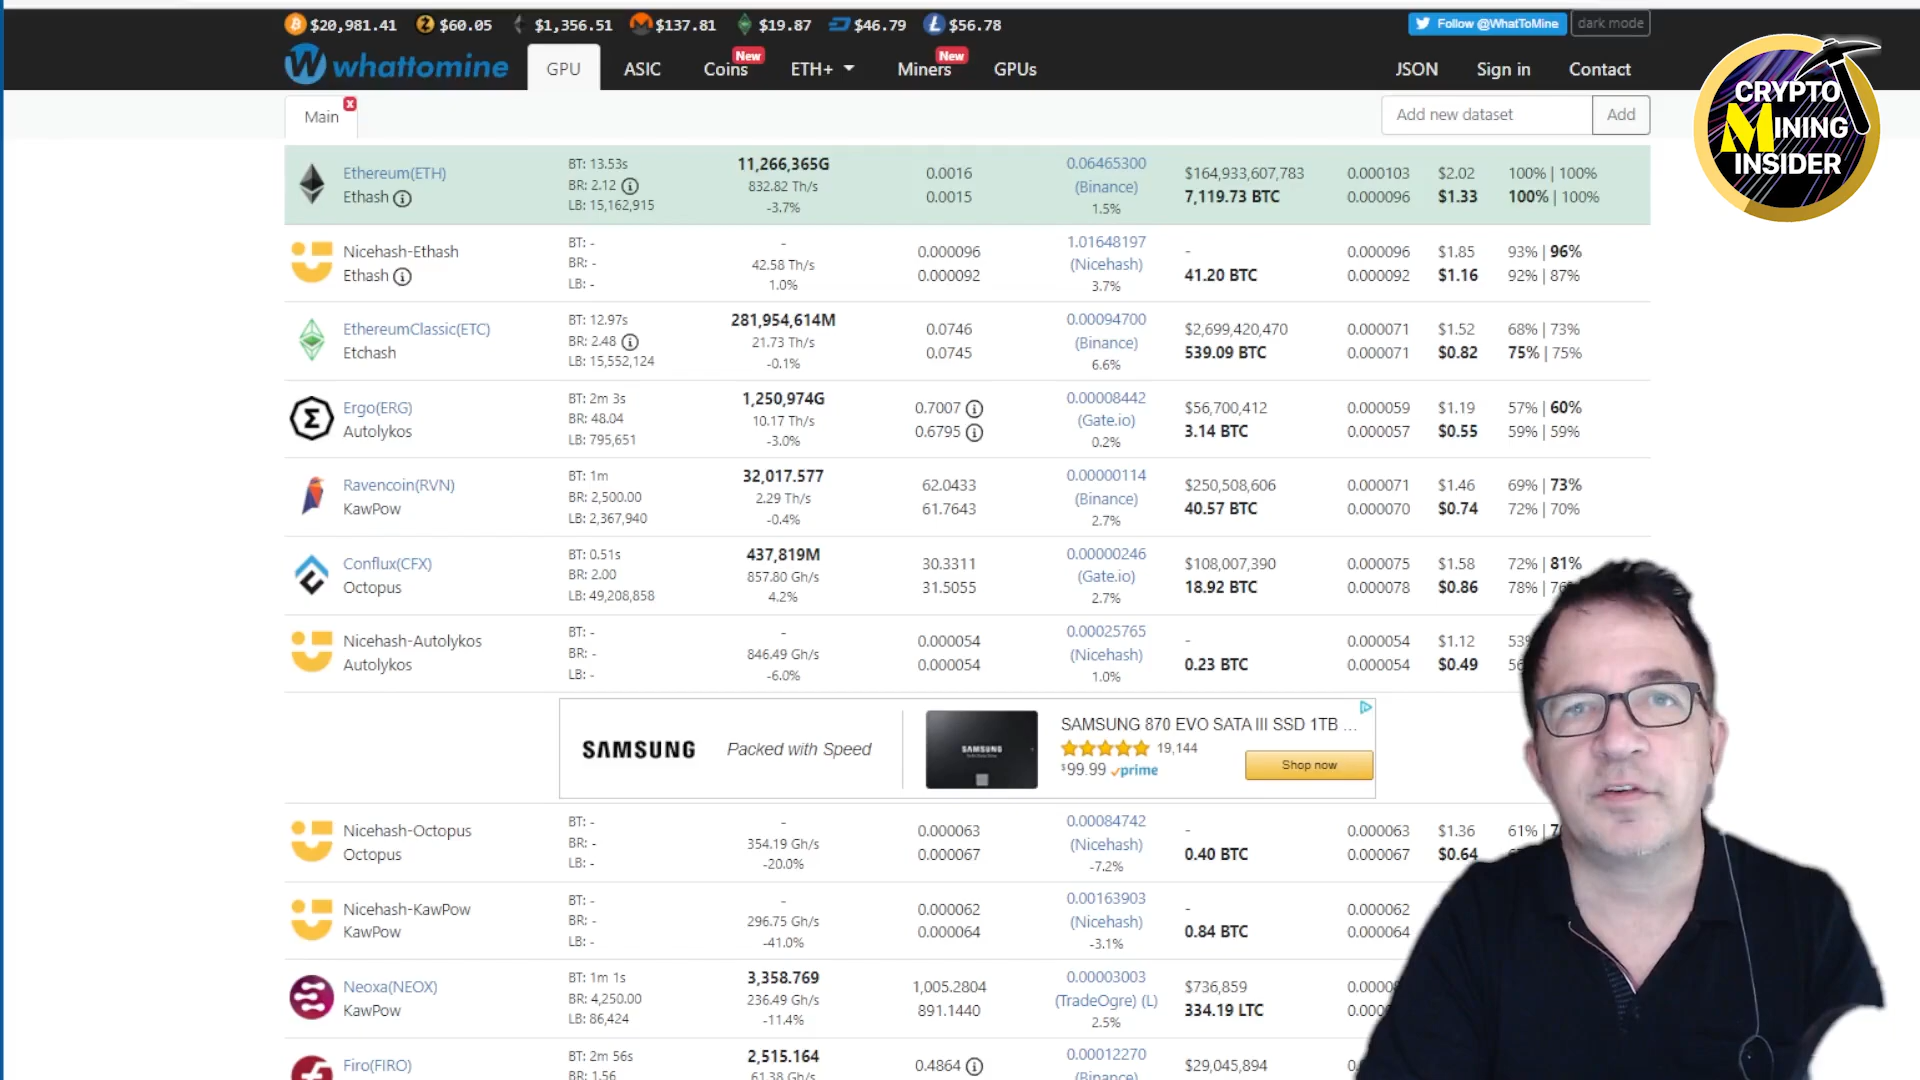 $20,981.41 $60.05 $1,356.51 $137.81 $19.87 $46.79 $56.78 Follow @WhatToMine dark mode
whattomine GPU ASIC Coins New ETH+ Miners New GPUs JSON Sign in Contact
CRYPTO
MINING
INSIDER
Main x Add new dataset Add
Ethereum(ETH) BT: 13.53s 11,266,365G 0.0016 0.06465300 $164,933,607,783 0.000103 $2.02 100% | 100%
Ethash BR: 2.12 832.82 Th/s 0.0015 (Binance) 7,119.73 BTC 0.000096 $1.33 100% | 100%
LB: 15,162,915 -3.7% 1.5%
Nicehash-Ethash BT: - - 0.000096 1.01648197 - 0.000096 $1.85 93% | 96%
Ethash BR: - 42.58 Th/s 0.000092 (Nicehash) 41.20 BTC 0.000092 $1.16 92% | 87%
LB: - 1.0% 3.7%
EthereumClassic(ETC) BT: 12.97s 281,954,614M 0.0746 0.00094700 $2,699,420,470 0.000071 $1.52 68% | 73%
Etchash BR: 2.48 21.73 Th/s 0.0745 (Binance) 539.09 BTC 0.000071 $0.82 75% | 75%
LB: 15,552,124 -0.1% 6.6%
Ergo(ERG) BT: 2m 3s 1,250,974G 0.7007 0.00008442 $56,700,412 0.000059 $1.19 57% | 60%
Autolykos BR: 48.04 10.17 Th/s 0.6795 (Gate.io) 3.14 BTC 0.000057 $0.55 59% | 59%
LB: 795,651 -3.0% 0.2%
Ravencoin(RVN) BT: 1m 32,017.577 62.0433 0.00000114 $250,508,606 0.000071 $1.46 69% | 73%
KawPow BR: 2,500.00 2.29 Th/s 61.7643 (Binance) 40.57 BTC 0.000070 $0.74 72% | 70%
LB: 2,367,940 -0.4% 2.7%
Conflux(CFX) BT: 0.51s 437,819M 30.3311 0.00000246 $108,007,390 0.000075 $1.58 72% | 81%
Octopus BR: 2.00 857.80 Gh/s 31.5055 (Gate.io) 18.92 BTC 0.000078 $0.86 78% |
LB: 49,208,858 4.2% 2.7%
Nicehash-Autolykos BT: - - 0.000054 0.00025765 - 0.000054 $1.12
Autolykos BR: - 846.49 Gh/s 0.000054 (Nicehash) 0.23 BTC 0.000054 $0.49
LB: - -6.0% 1.0%
SAMSUNG Packed with Speed SAMSUNG SAMSUNG 870 EVO SATA III SSD 1TB ...
19,144
$99.99 prime Shop now
Nicehash-Octopus BT: - - 0.000063 0.00084742 - 0.000063 $1.36 61% |
Octopus BR: - 354.19 Gh/s 0.000067 (Nicehash) 0.40 BTC 0.000067 $0.64
LB: - -20.0% -7.2%
Nicehash-KawPow BT: - - 0.000062 0.00163903 - 0.000062
KawPow BR: - 296.75 Gh/s 0.000064 (Nicehash) 0.84 BTC 0.000064
LB: - -41.0% -3.1%
Neoxa(NEOX) BT: 1m 1s 3,358.769 1,005.2804 0.00003003 $736,859
KawPow BR: 4,250.00 236.49 Gh/s 891.1440 (TradeOgre) (L) 334.19 LTC
LB: 86,424 -11.4% 2.5%
Firo(FIRO) BT: 2m 56s 2,515.164 0.4864 0.00012270 $29,045,894
BR: 1.56 61.38 Gh/s (Binance)